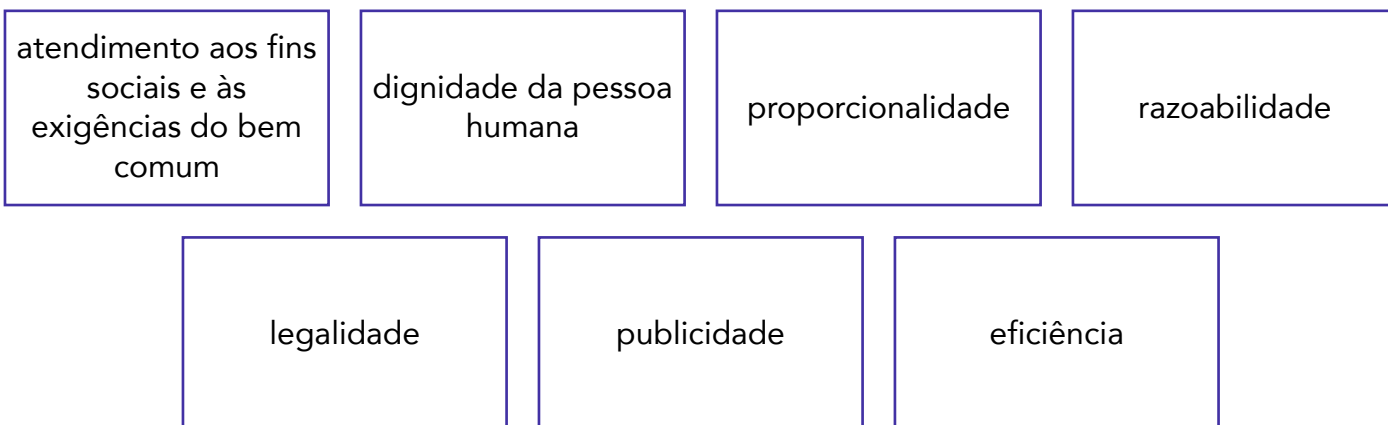 atendimento aos fins
sociais e às
exigências do bem
comum
dignidade da pessoa
humana
proporcionalidade
razoabilidade
legalidade
publicidade
eficiência